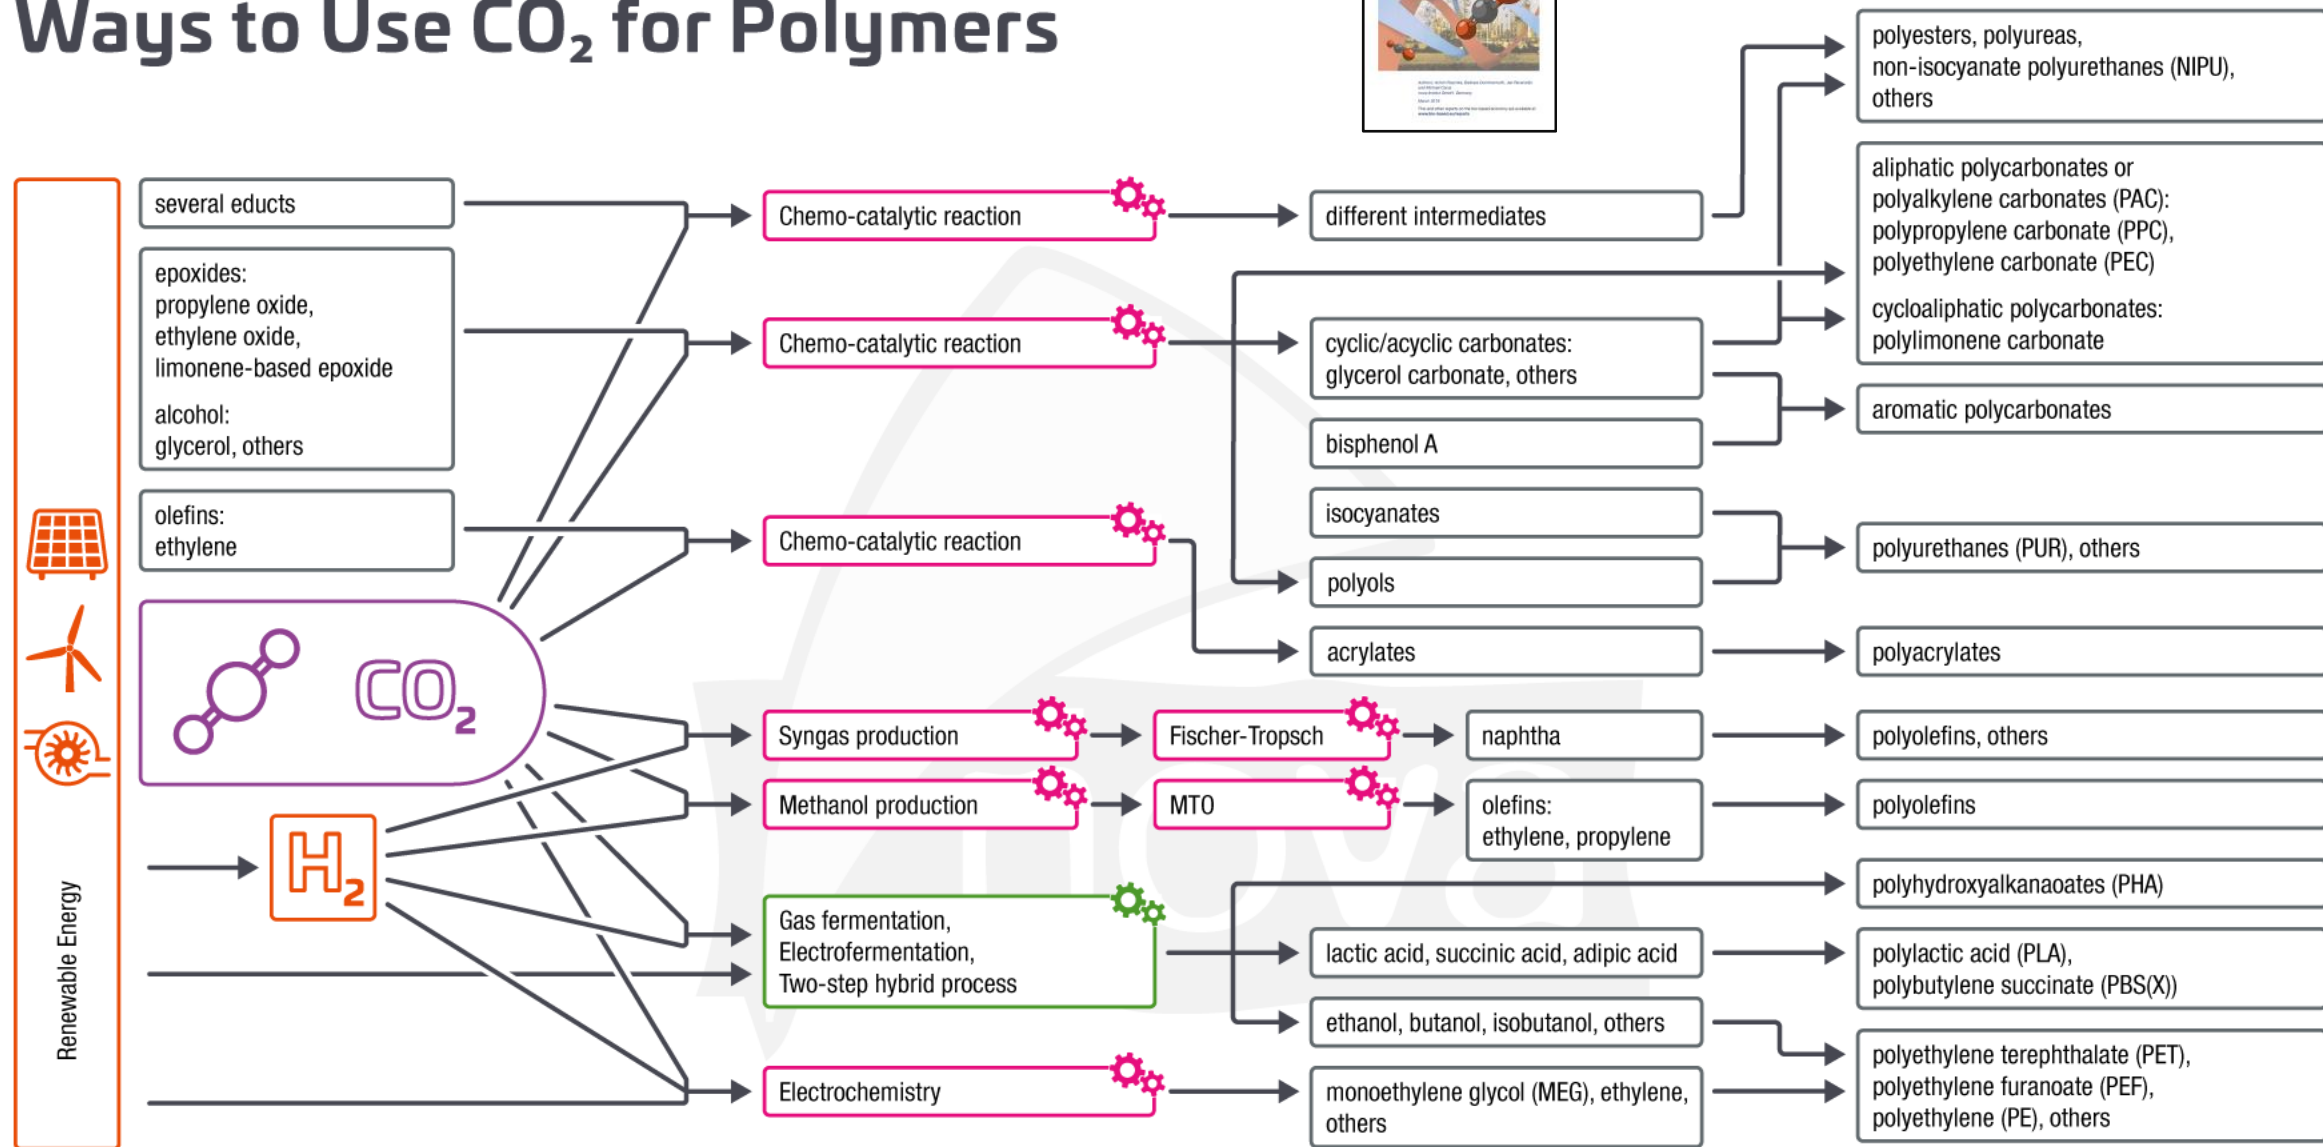 Ways to Use CO₂ for Polymers
several educts
epoxides:
propylene oxide,
ethylene oxide,
limonene-based epoxide
alcohol:
glycerol, others
olefins:
ethylene
CO₂
H₂
Renewable Energy
Chemo-catalytic reaction
Chemo-catalytic reaction
Chemo-catalytic reaction
Syngas production
Fischer-Tropsch
Methanol production
MTO
Gas fermentation,
Electrofermentation,
Two-step hybrid process
Electrochemistry
different intermediates
cyclic/acyclic carbonates:
glycerol carbonate, others
bisphenol A
isocyanates
polyols
acrylates
naphtha
olefins:
ethylene, propylene
lactic acid, succinic acid, adipic acid
ethanol, butanol, isobutanol, others
monoethylene glycol (MEG), ethylene,
others
polyesters, polyureas,
non-isocyanate polyurethanes (NIPU),
others
aliphatic polycarbonates or
polyalkylene carbonates (PAC):
polypropylene carbonate (PPC),
polyethylene carbonate (PEC)
cycloaliphatic polycarbonates:
polylimonene carbonate
aromatic polycarbonates
polyurethanes (PUR), others
polyacrylates
polyolefins, others
polyolefins
polyhydroxyalkanaoates (PHA)
polylactic acid (PLA),
polybutylene succinate (PBS(X))
polyethylene terephthalate (PET),
polyethylene furanoate (PEF),
polyethylene (PE), others
nova